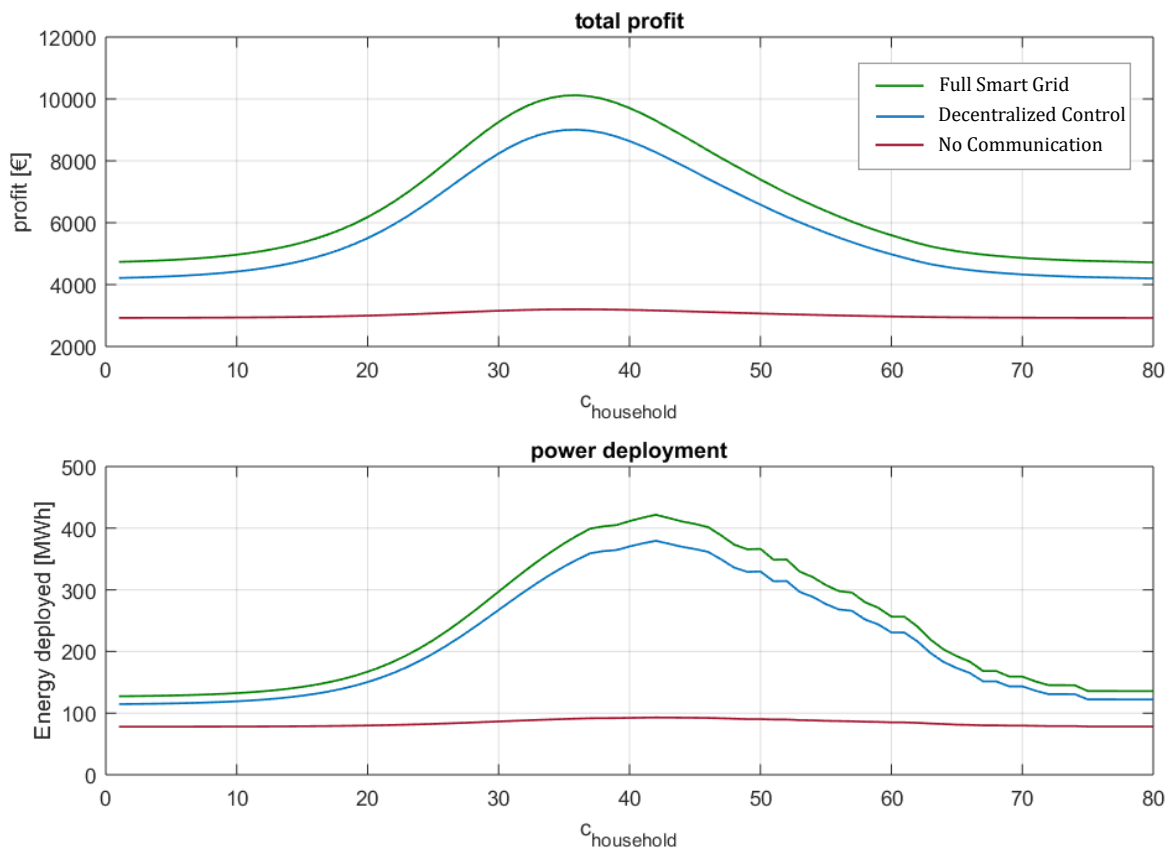 total profit
12000
10000
8000
6000
4000
2000
profit [€]
Full Smart Grid
Decentralized Control
No Communication
0 10 20 30 40 50 60 70 80
c_household
power deployment
500
400
300
200
100
0
Energy deployed [MWh]
0 10 20 30 40 50 60 70 80
c_household